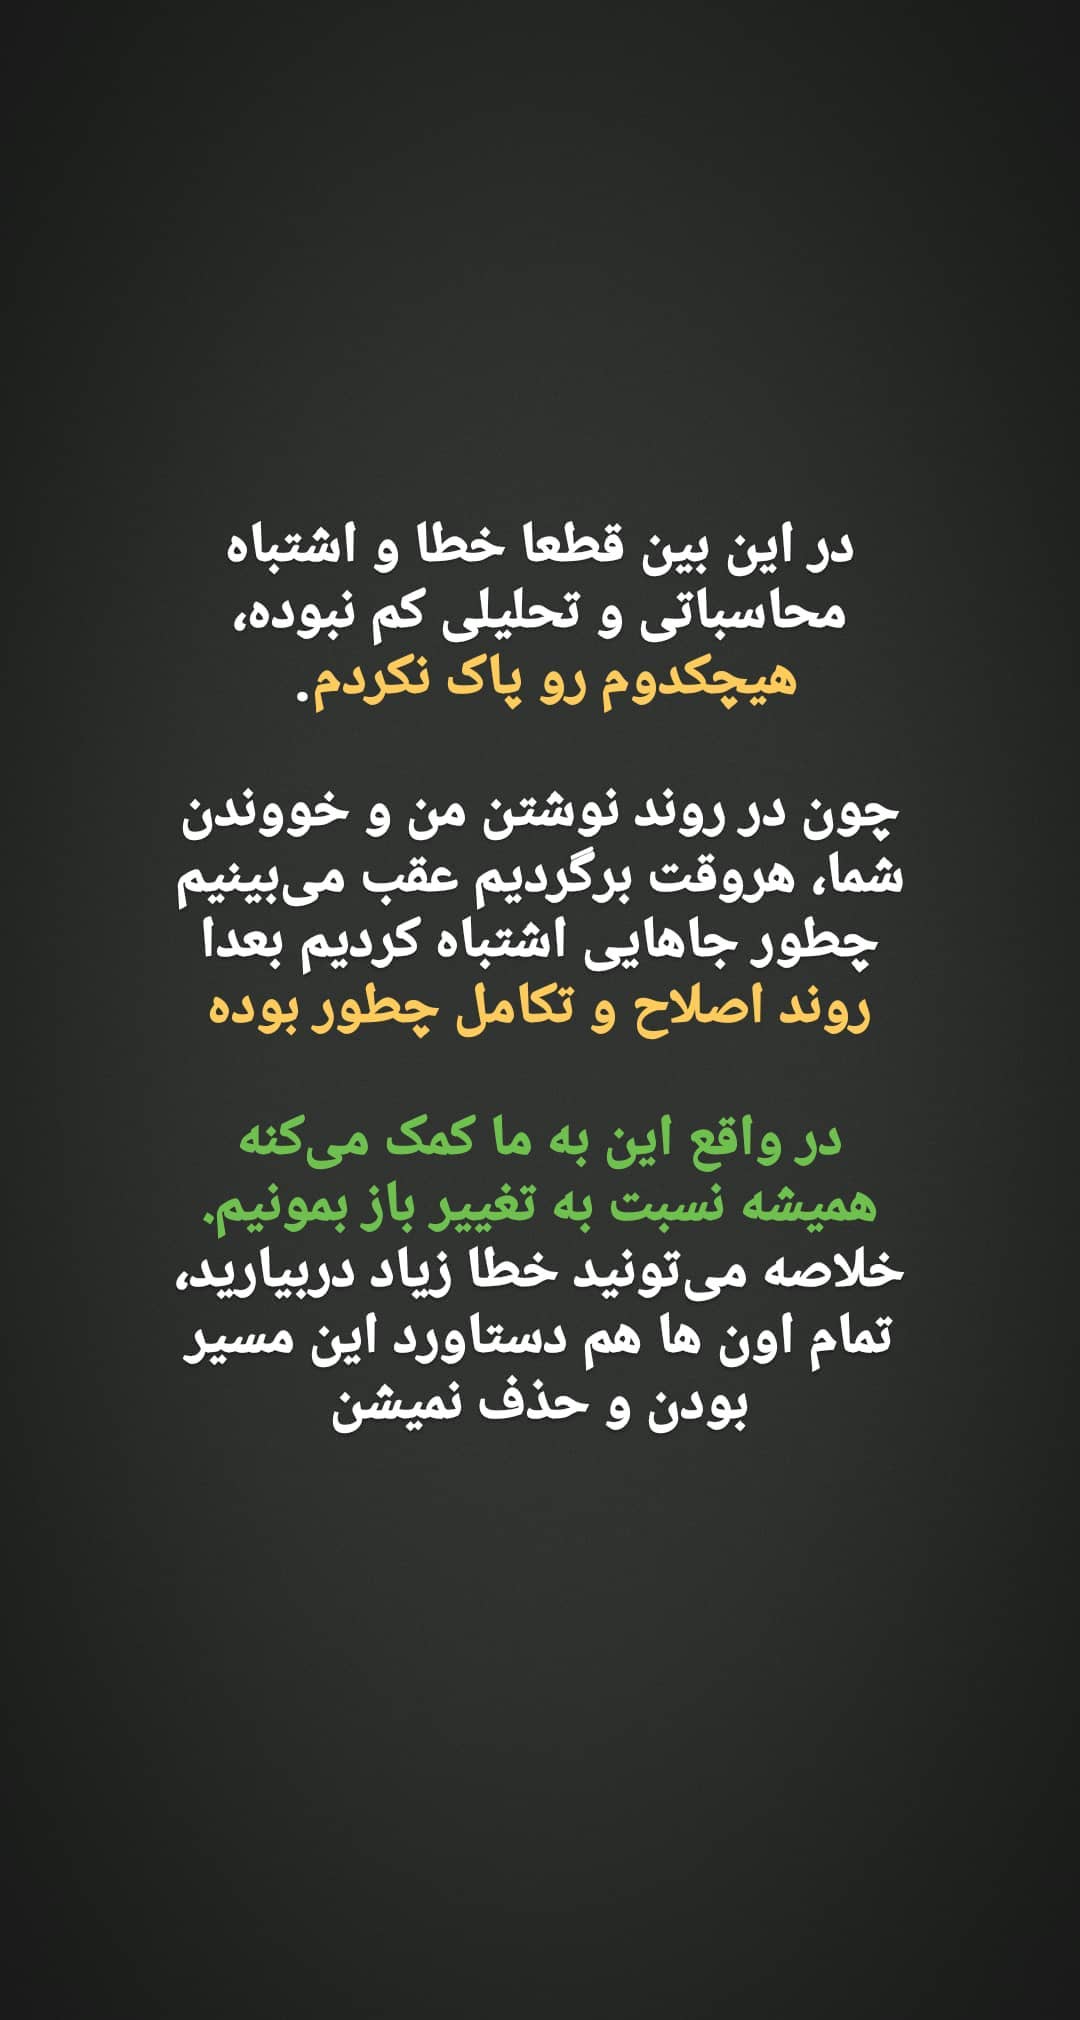 در این بین قطعا خطا و اشتباه
محاسباتی و تحلیلی کم نبوده،
هیچکدوم رو پاک نکردم.
چون در روند نوشتن من و خووندن
شما، هروقت برگردیم عقب می‌بینیم
چطور جاهایی اشتباه کردیم بعدا
روند اصلاح و تکامل چطور بوده
در واقع این به ما کمک می‌کنه
همیشه نسبت به تغییر باز بمونیم.
خلاصه می‌تونید خطا زیاد دربیارید،
تمام اون ها هم دستاورد این مسیر
بودن و حذف نمیشن